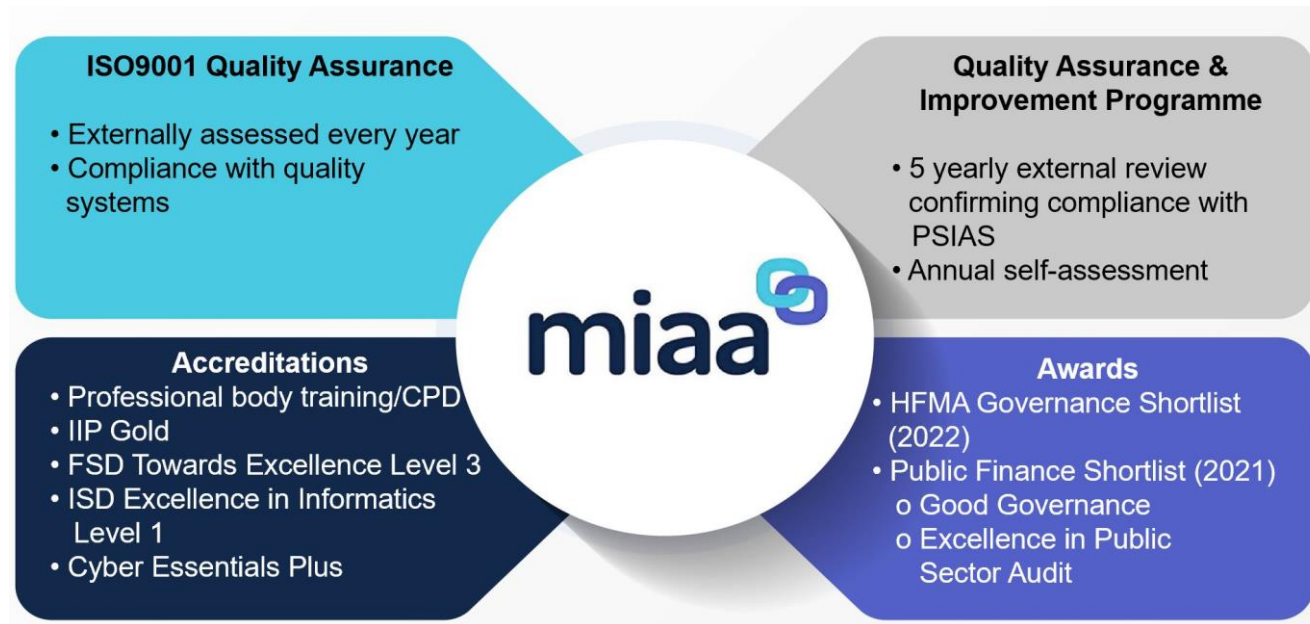 ISO9001 Quality Assurance
• Externally assessed every year
• Compliance with quality
systems
Quality Assurance &
Improvement Programme
• 5 yearly external review
confirming compliance with
PSIAS
• Annual self-assessment
miaa
Accreditations
• Professional body training/CPD
• IIP Gold
• FSD Towards Excellence Level 3
• ISD Excellence in Informatics
Level 1
• Cyber Essentials Plus
Awards
• HFMA Governance Shortlist
(2022)
• Public Finance Shortlist (2021)
o Good Governance
o Excellence in Public
Sector Audit